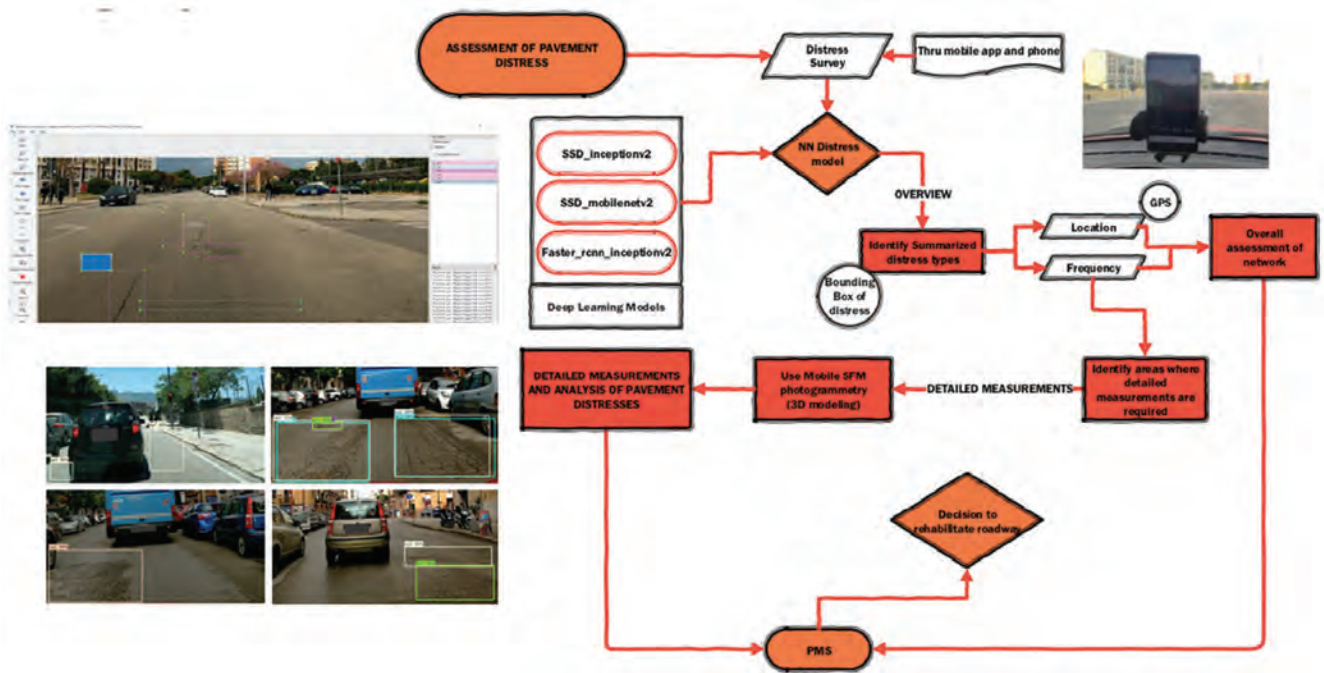 ASSESSMENT OF PAVEMENT
DISTRESS
Distress
Survey
Thru mobile app and phone
SSD_inceptionv2
SSD_mobilenetv2
Faster_rcnn_inceptionv2
Deep Learning Models
NN Distress
model
OVERVIEW
Identify Summarized
distress types
Bounding
Box of
distress
Location
GPS
Frequency
Overall
assessment of
network
DETAILED MEASUREMENTS
AND ANALYSIS OF PAVEMENT
DISTRESSES
Use Mobile SFM
photogrammetry
(3D modeling)
DETAILED MEASUREMENTS
Identify areas where
detailed
measurements are
required
Decision to
rehabilitate roadway
PMS